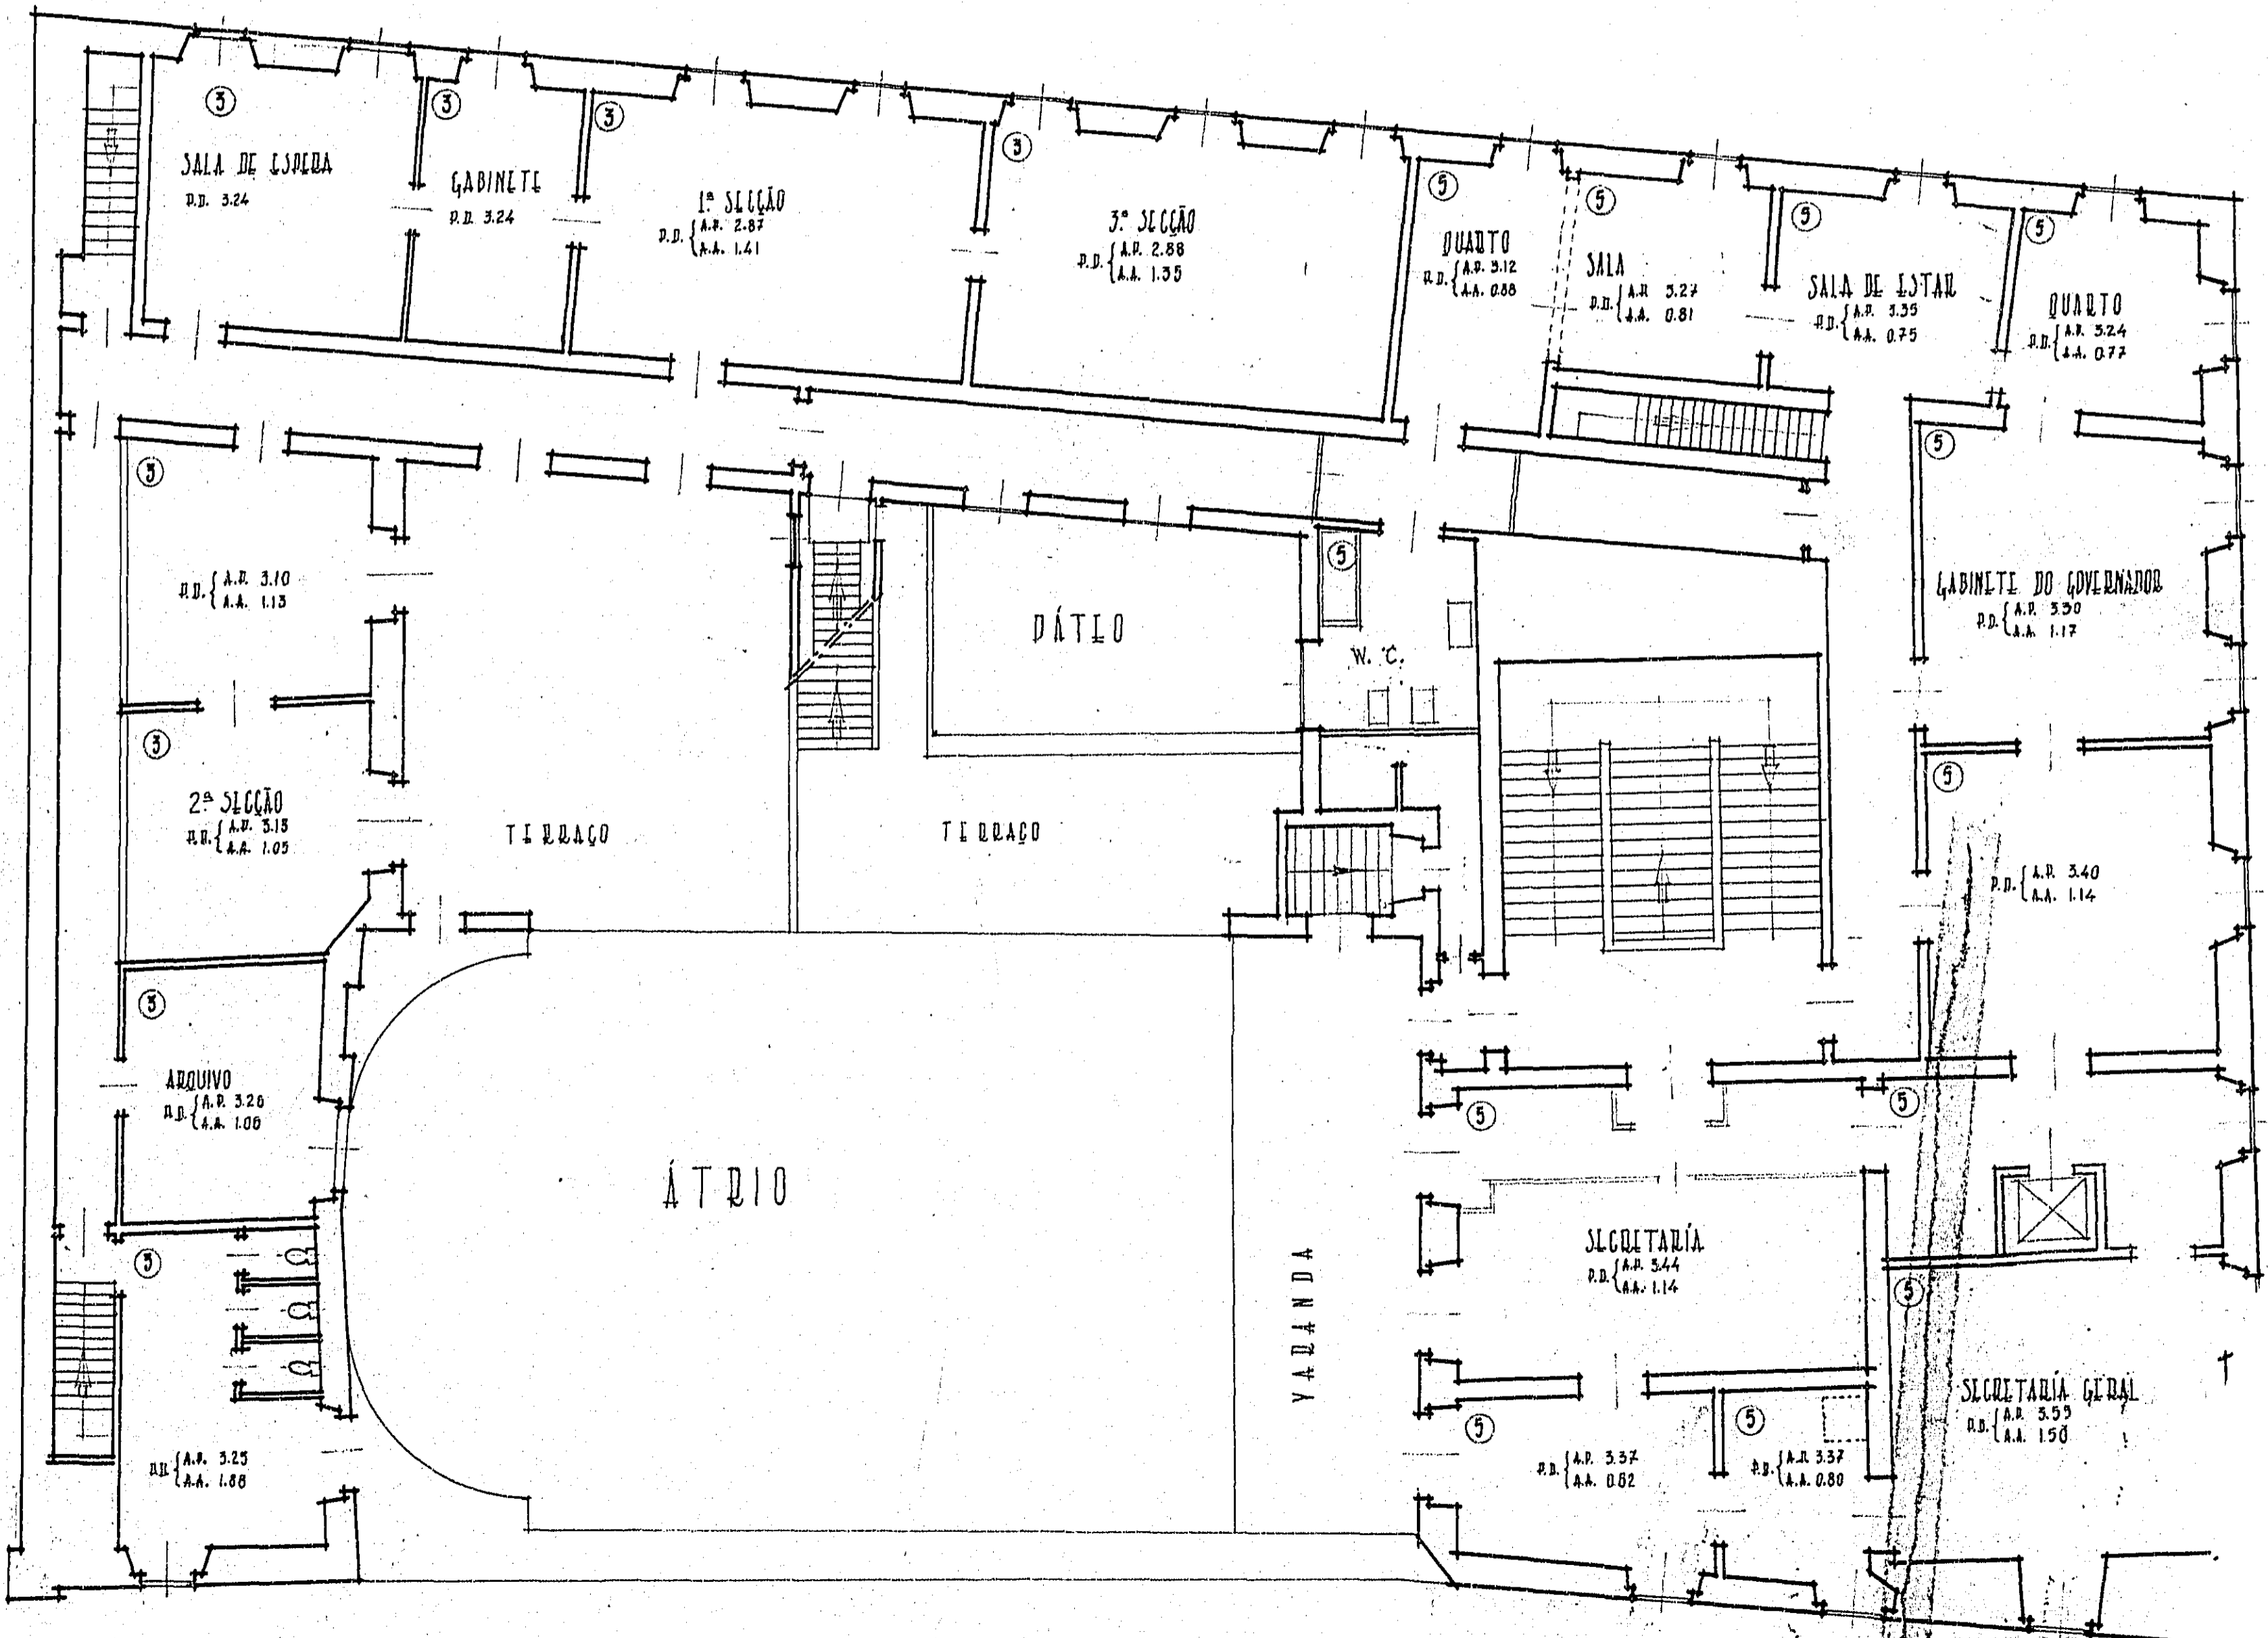 3
SALA DE ESPERA
P.D. 3.24
3
GABINETE
P.D. 3.24
3
1ª SECÇÃO
P.D. { A.P. 2.87
A.A. 1.41
3
3ª SECÇÃO
P.D. { A.P. 2.88
A.A. 1.35
5
QUARTO
P.D. { A.P. 3.12
A.A. 0.88
5
SALA
P.D. { A.P. 3.27
A.A. 0.81
5
SALA DE ESTAR
P.D. { A.P. 3.35
A.A. 0.75
5
QUARTO
P.D. { A.P. 3.24
A.A. 0.77
3
P.D. { A.P. 3.10
A.A. 1.13
PÁTIO
5
W. C.
5
GABINETE DO GOVERNADOR
P.D. { A.P. 3.30
A.A. 1.17
3
2ª SECÇÃO
P.D. { A.P. 3.13
A.A. 1.05
TERRAÇO
TERRAÇO
5
P.D. { A.P. 3.40
A.A. 1.14
3
ARQUIVO
P.D. { A.P. 3.26
A.A. 1.06
ÁTRIO
VARANDA
5
5
SECRETARÍA
P.D. { A.P. 3.44
A.A. 1.14
3
P.D. { A.P. 3.25
A.A. 1.88
5
P.D. { A.P. 3.37
A.A. 0.82
5
P.D. { A.P. 3.37
A.A. 0.80
5
SECRETARÍA GERAL
P.D. { A.P. 3.59
A.A. 1.50